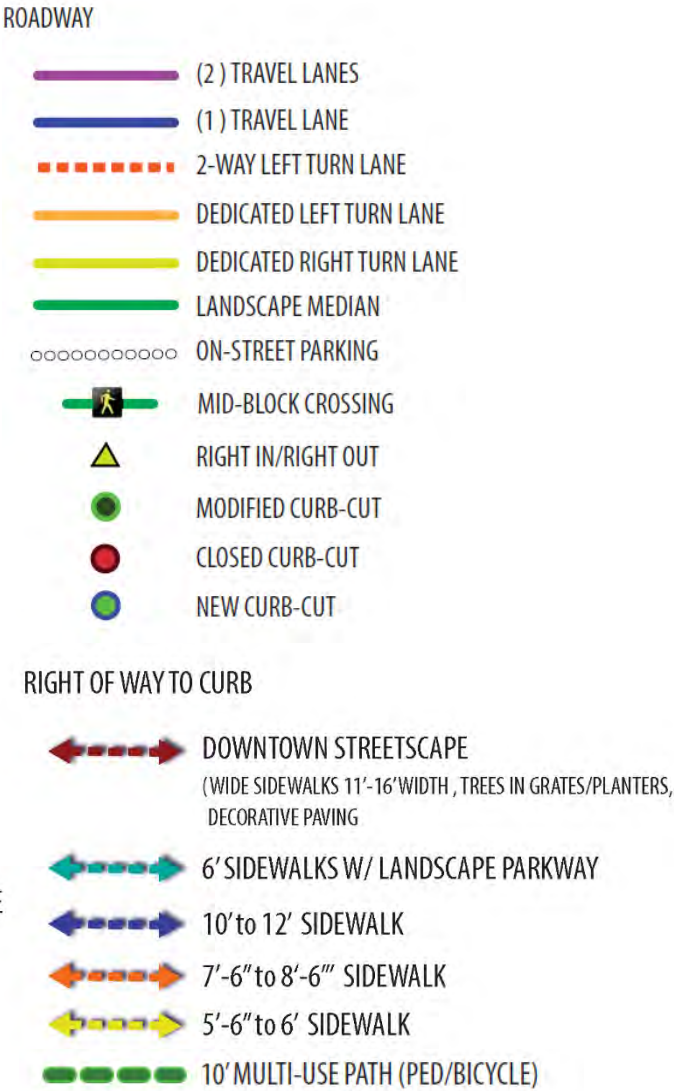 ROADWAY
(2 ) TRAVEL LANES
(1 ) TRAVEL LANE
2-WAY LEFT TURN LANE
DEDICATED LEFT TURN LANE
DEDICATED RIGHT TURN LANE
LANDSCAPE MEDIAN
ON-STREET PARKING
MID-BLOCK CROSSING
RIGHT IN/RIGHT OUT
MODIFIED CURB-CUT
CLOSED CURB-CUT
NEW CURB-CUT
RIGHT OF WAY TO CURB
DOWNTOWN STREETSCAPE
(WIDE SIDEWALKS 11'-16' WIDTH , TREES IN GRATES/PLANTERS,
DECORATIVE PAVING
6' SIDEWALKS W/ LANDSCAPE PARKWAY
E
10' to 12' SIDEWALK
7'-6" to 8'-6"' SIDEWALK
5'-6" to 6' SIDEWALK
10' MULTI-USE PATH (PED/BICYCLE)